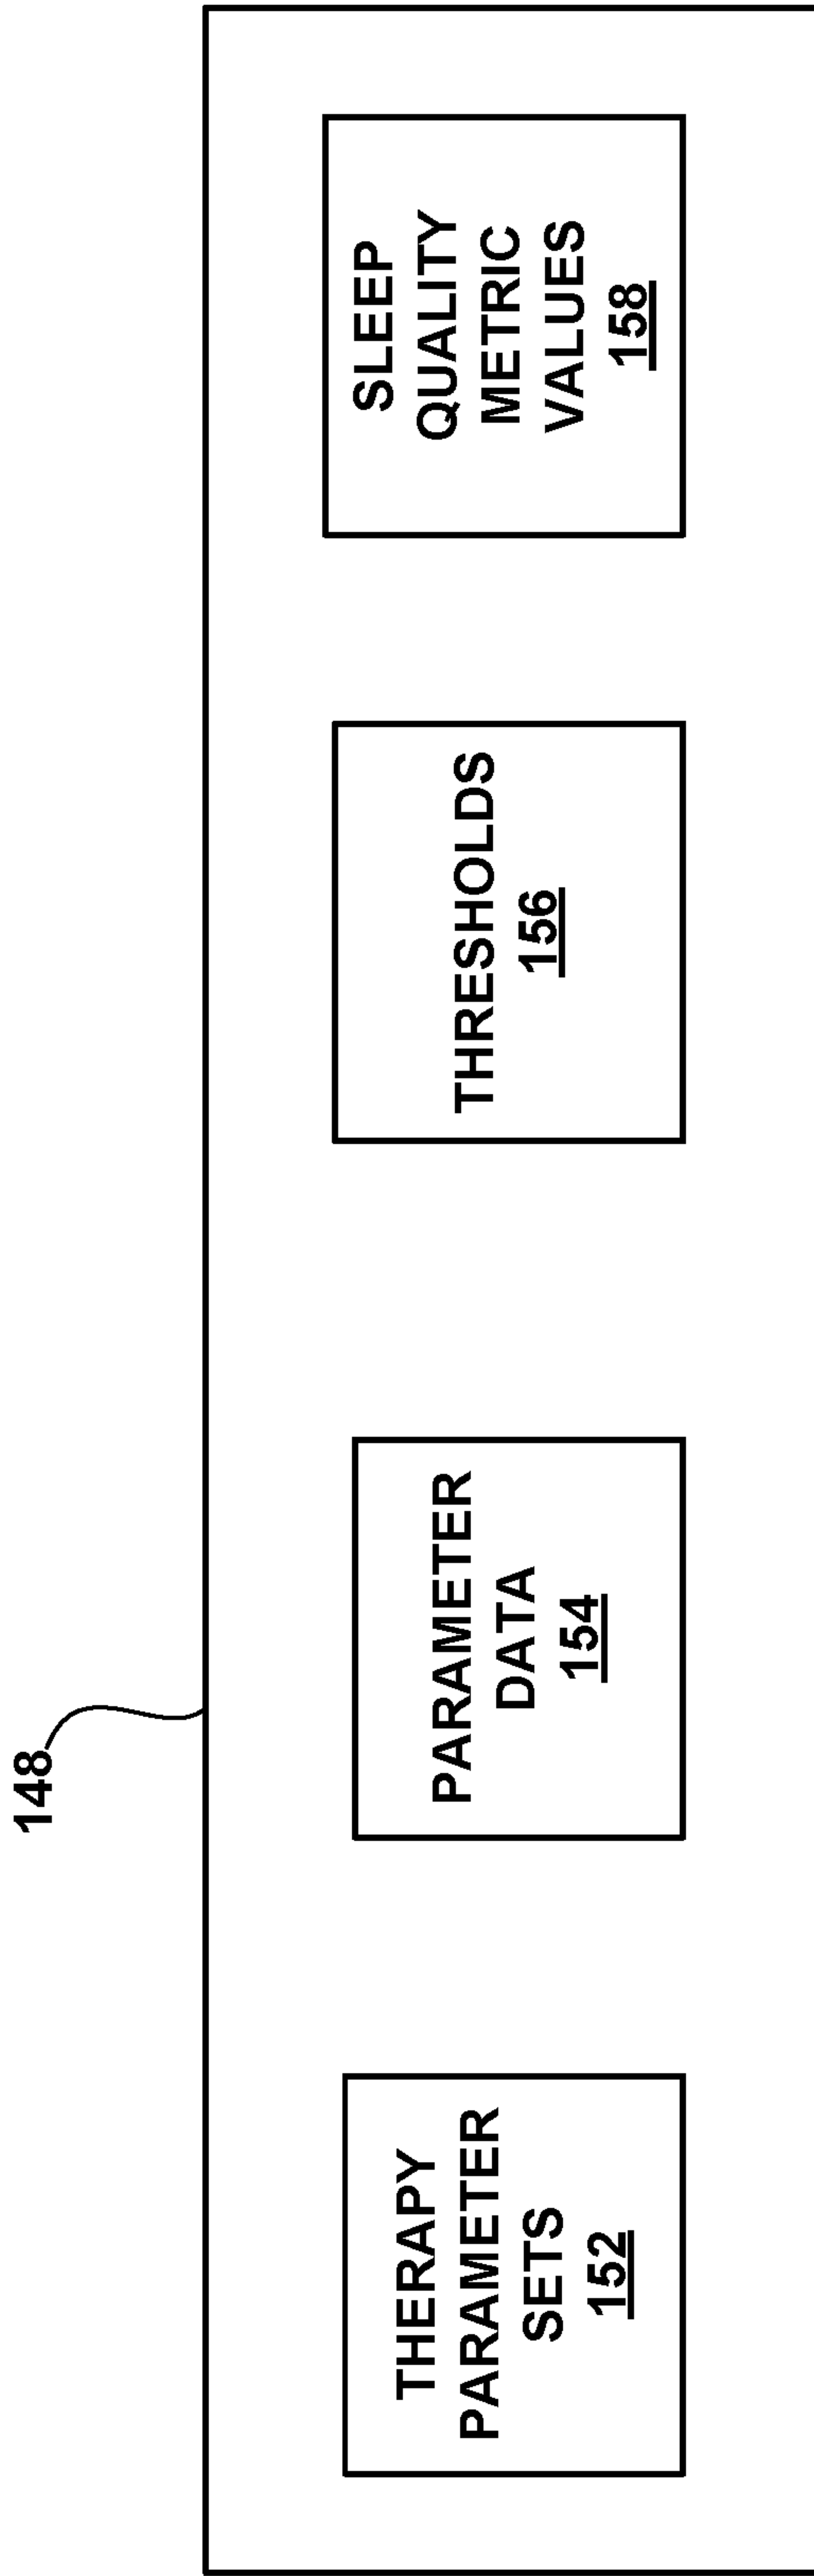 148
THERAPY
PARAMETER
SETS
152
PARAMETER
DATA
154
THRESHOLDS
156
SLEEP
QUALITY
METRIC
VALUES
158